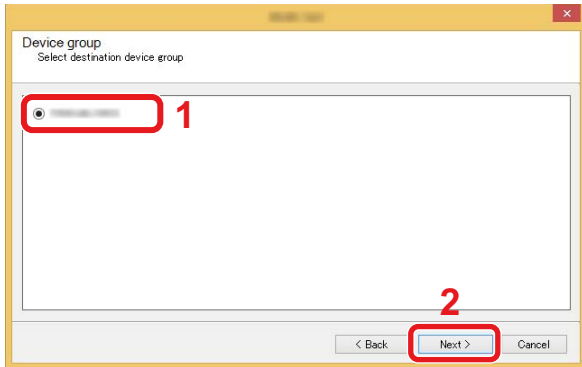 Device group
Select destination device group
1
2
< Back
Next >
Cancel